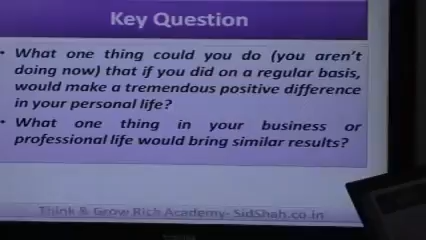 Key Question
• What one thing could you do (you aren't
doing now) that if you did on a regular basis,
would make a tremendous positive difference
in your personal life?
• What one thing in your business or
professional life would bring similar results?
Think & Grow Rich Academy- SidShah.co.in